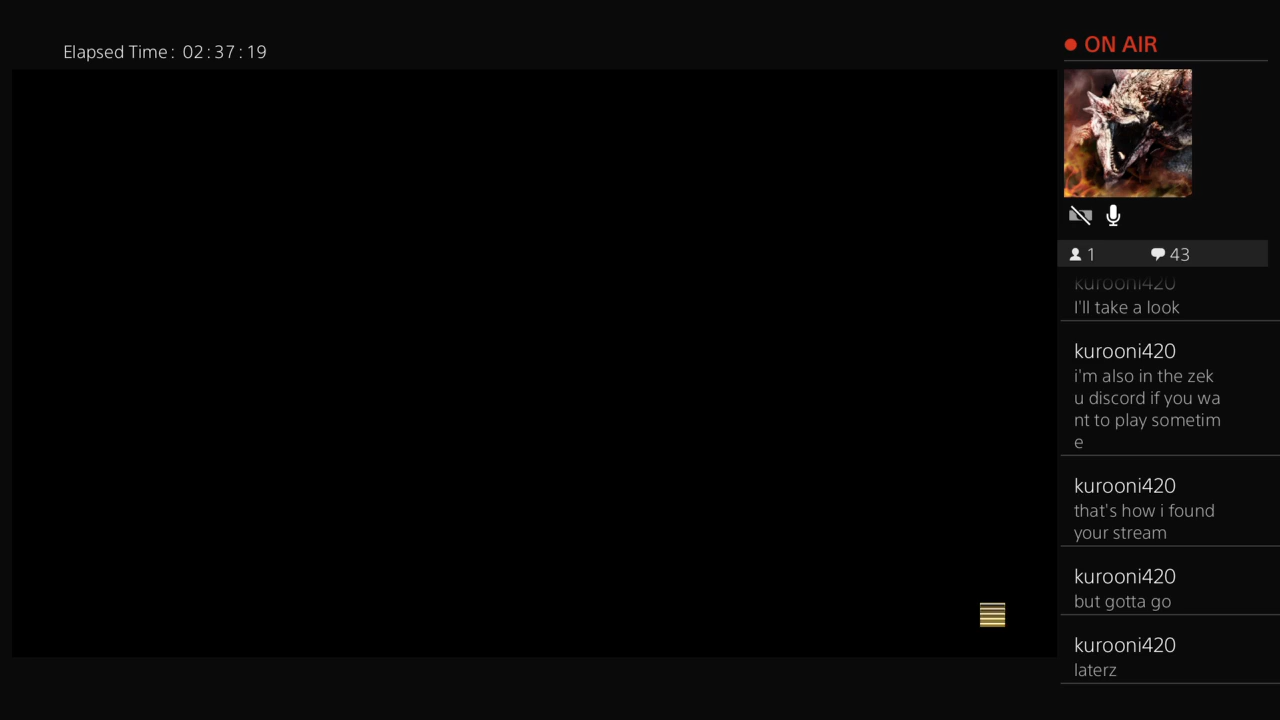 Elapsed Time: 02:37:19
ON AIR
1
43
kurooni420
I'll take a look
kurooni420
i'm also in the zek
u discord if you wa
nt to play sometim
e
kurooni420
that's how i found
your stream
kurooni420
but gotta go
kurooni420
laterz